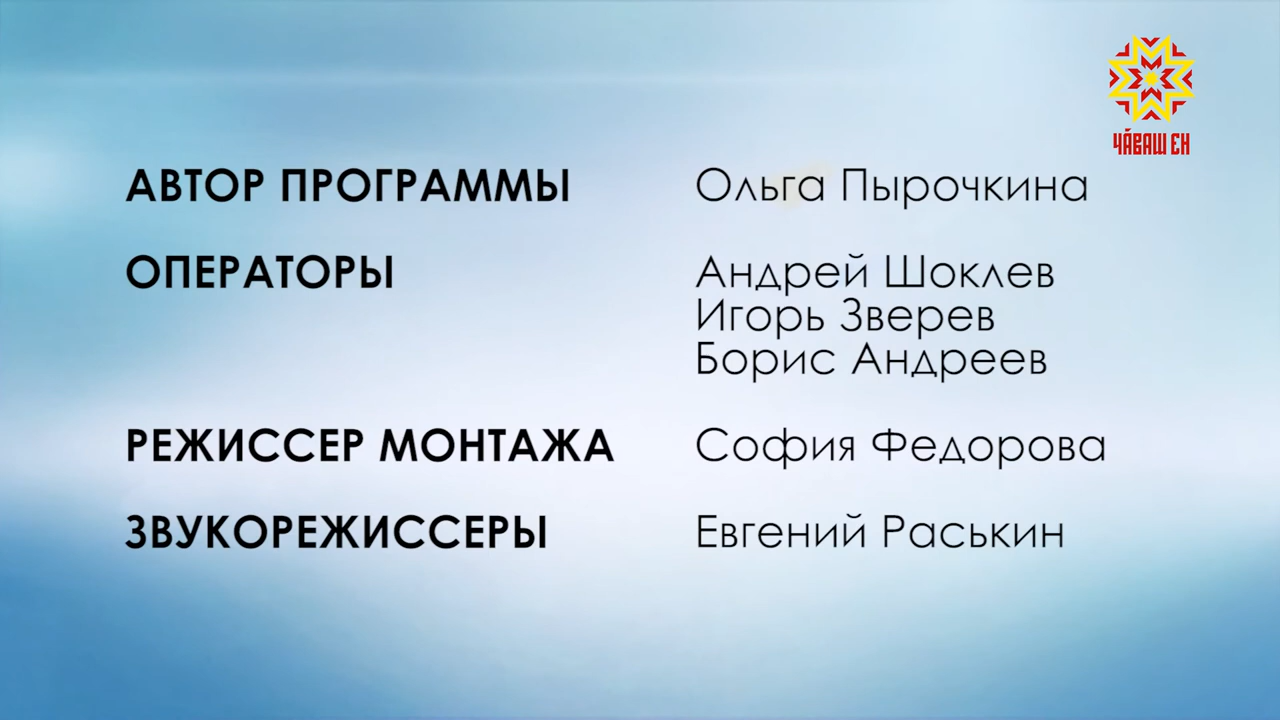 ЧӐВАШ ЕН
АВТОР ПРОГРАММЫ Ольга Пырочкина
ОПЕРАТОРЫ Андрей Шоклев
Игорь Зверев
Борис Андреев
РЕЖИССЕР МОНТАЖА София Федорова
ЗВУКОРЕЖИССЕРЫ Евгений Раськин